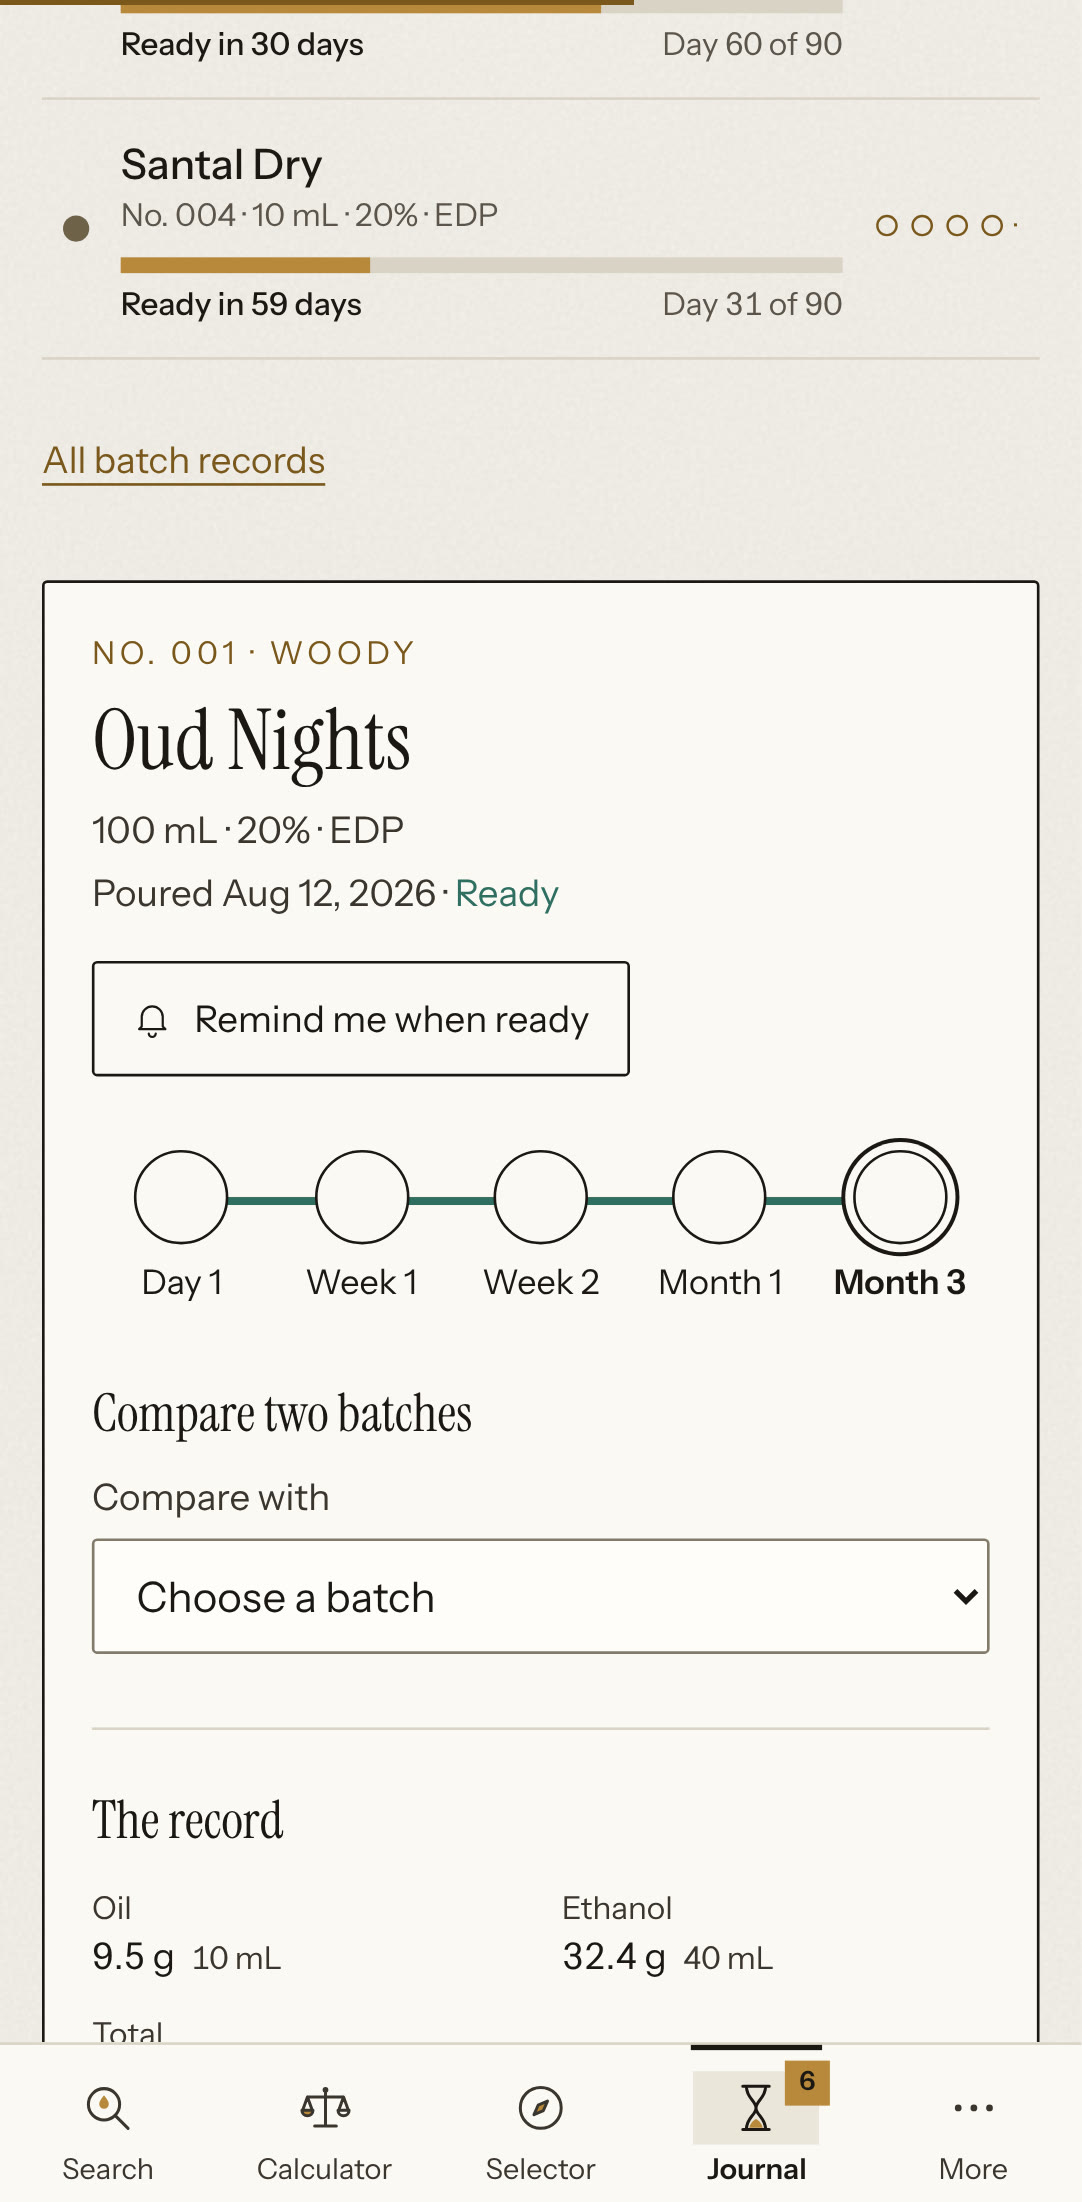 Ready in 30 days Day 60 of 90
Santal Dry
No. 004 · 10 mL · 20% · EDP
Ready in 59 days Day 31 of 90
All batch records
NO. 001 · WOODY
Oud Nights
100 mL · 20% · EDP
Poured Aug 12, 2026 · Ready
Remind me when ready
Day 1 Week 1 Week 2 Month 1 Month 3
Compare two batches
Compare with
Choose a batch
The record
Oil Ethanol
9.5 g 10 mL 32.4 g 40 mL
Total
6
Search Calculator Selector Journal More